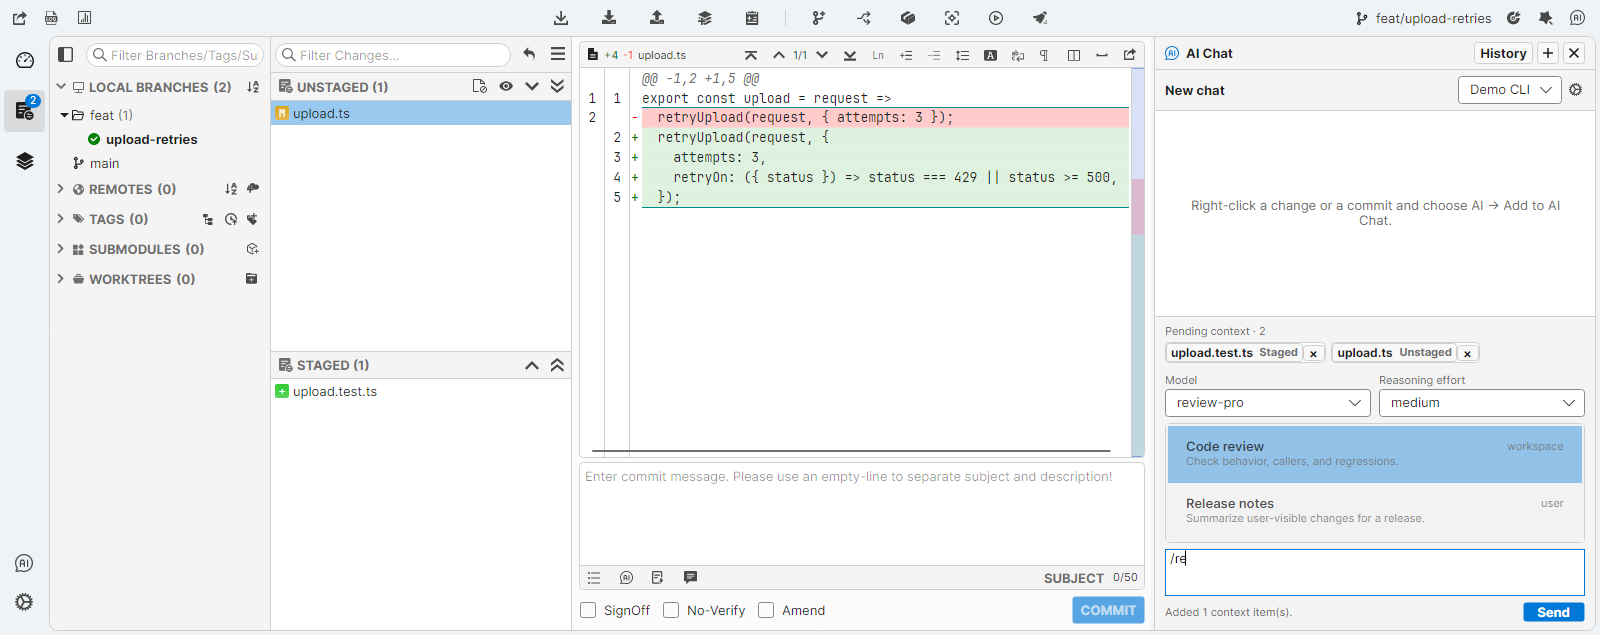 feat/upload-retries
2
Filter Branches/Tags/Su
LOCAL BRANCHES (2)
feat (1)
upload-retries
main
REMOTES (0)
TAGS (0)
SUBMODULES (0)
WORKTREES (0)
Filter Changes...
UNSTAGED (1)
M upload.ts
STAGED (1)
+ upload.test.ts
+4 -1 upload.ts
1/1
Ln
@@ -1,2 +1,5 @@
1 1 export const upload = request =>
2 - retryUpload(request, { attempts: 3 });
2 + retryUpload(request, {
3 + attempts: 3,
4 + retryOn: ({ status }) => status === 429 || status >= 500,
5 + });
Enter commit message. Please use an empty-line to separate subject and description!
SUBJECT 0/50
SignOff No-Verify Amend
COMMIT
AI Chat
History
New chat
Demo CLI
Right-click a change or a commit and choose AI → Add to AI
Chat.
Pending context · 2
upload.test.ts Staged ×
upload.ts Unstaged ×
Model
Reasoning effort
review-pro
medium
Code review workspace
Check behavior, callers, and regressions.
Release notes user
Summarize user-visible changes for a release.
/re
Added 1 context item(s).
Send